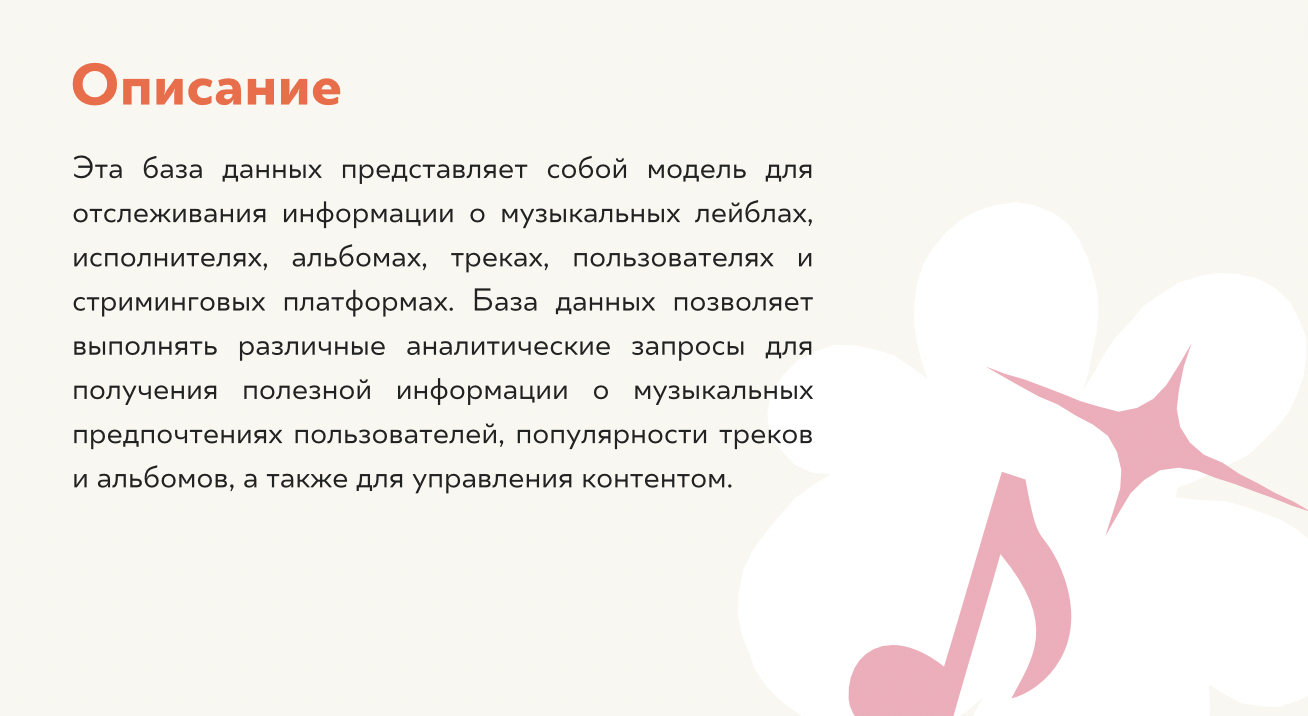 Описание
Эта база данных представляет собой модель для
отслеживания информации о музыкальных лейблах,
исполнителях, альбомах, треках, пользователях и
стриминговых платформах. База данных позволяет
выполнять различные аналитические запросы для
получения полезной информации о музыкальных
предпочтениях пользователей, популярности треков
и альбомов, а также для управления контентом.